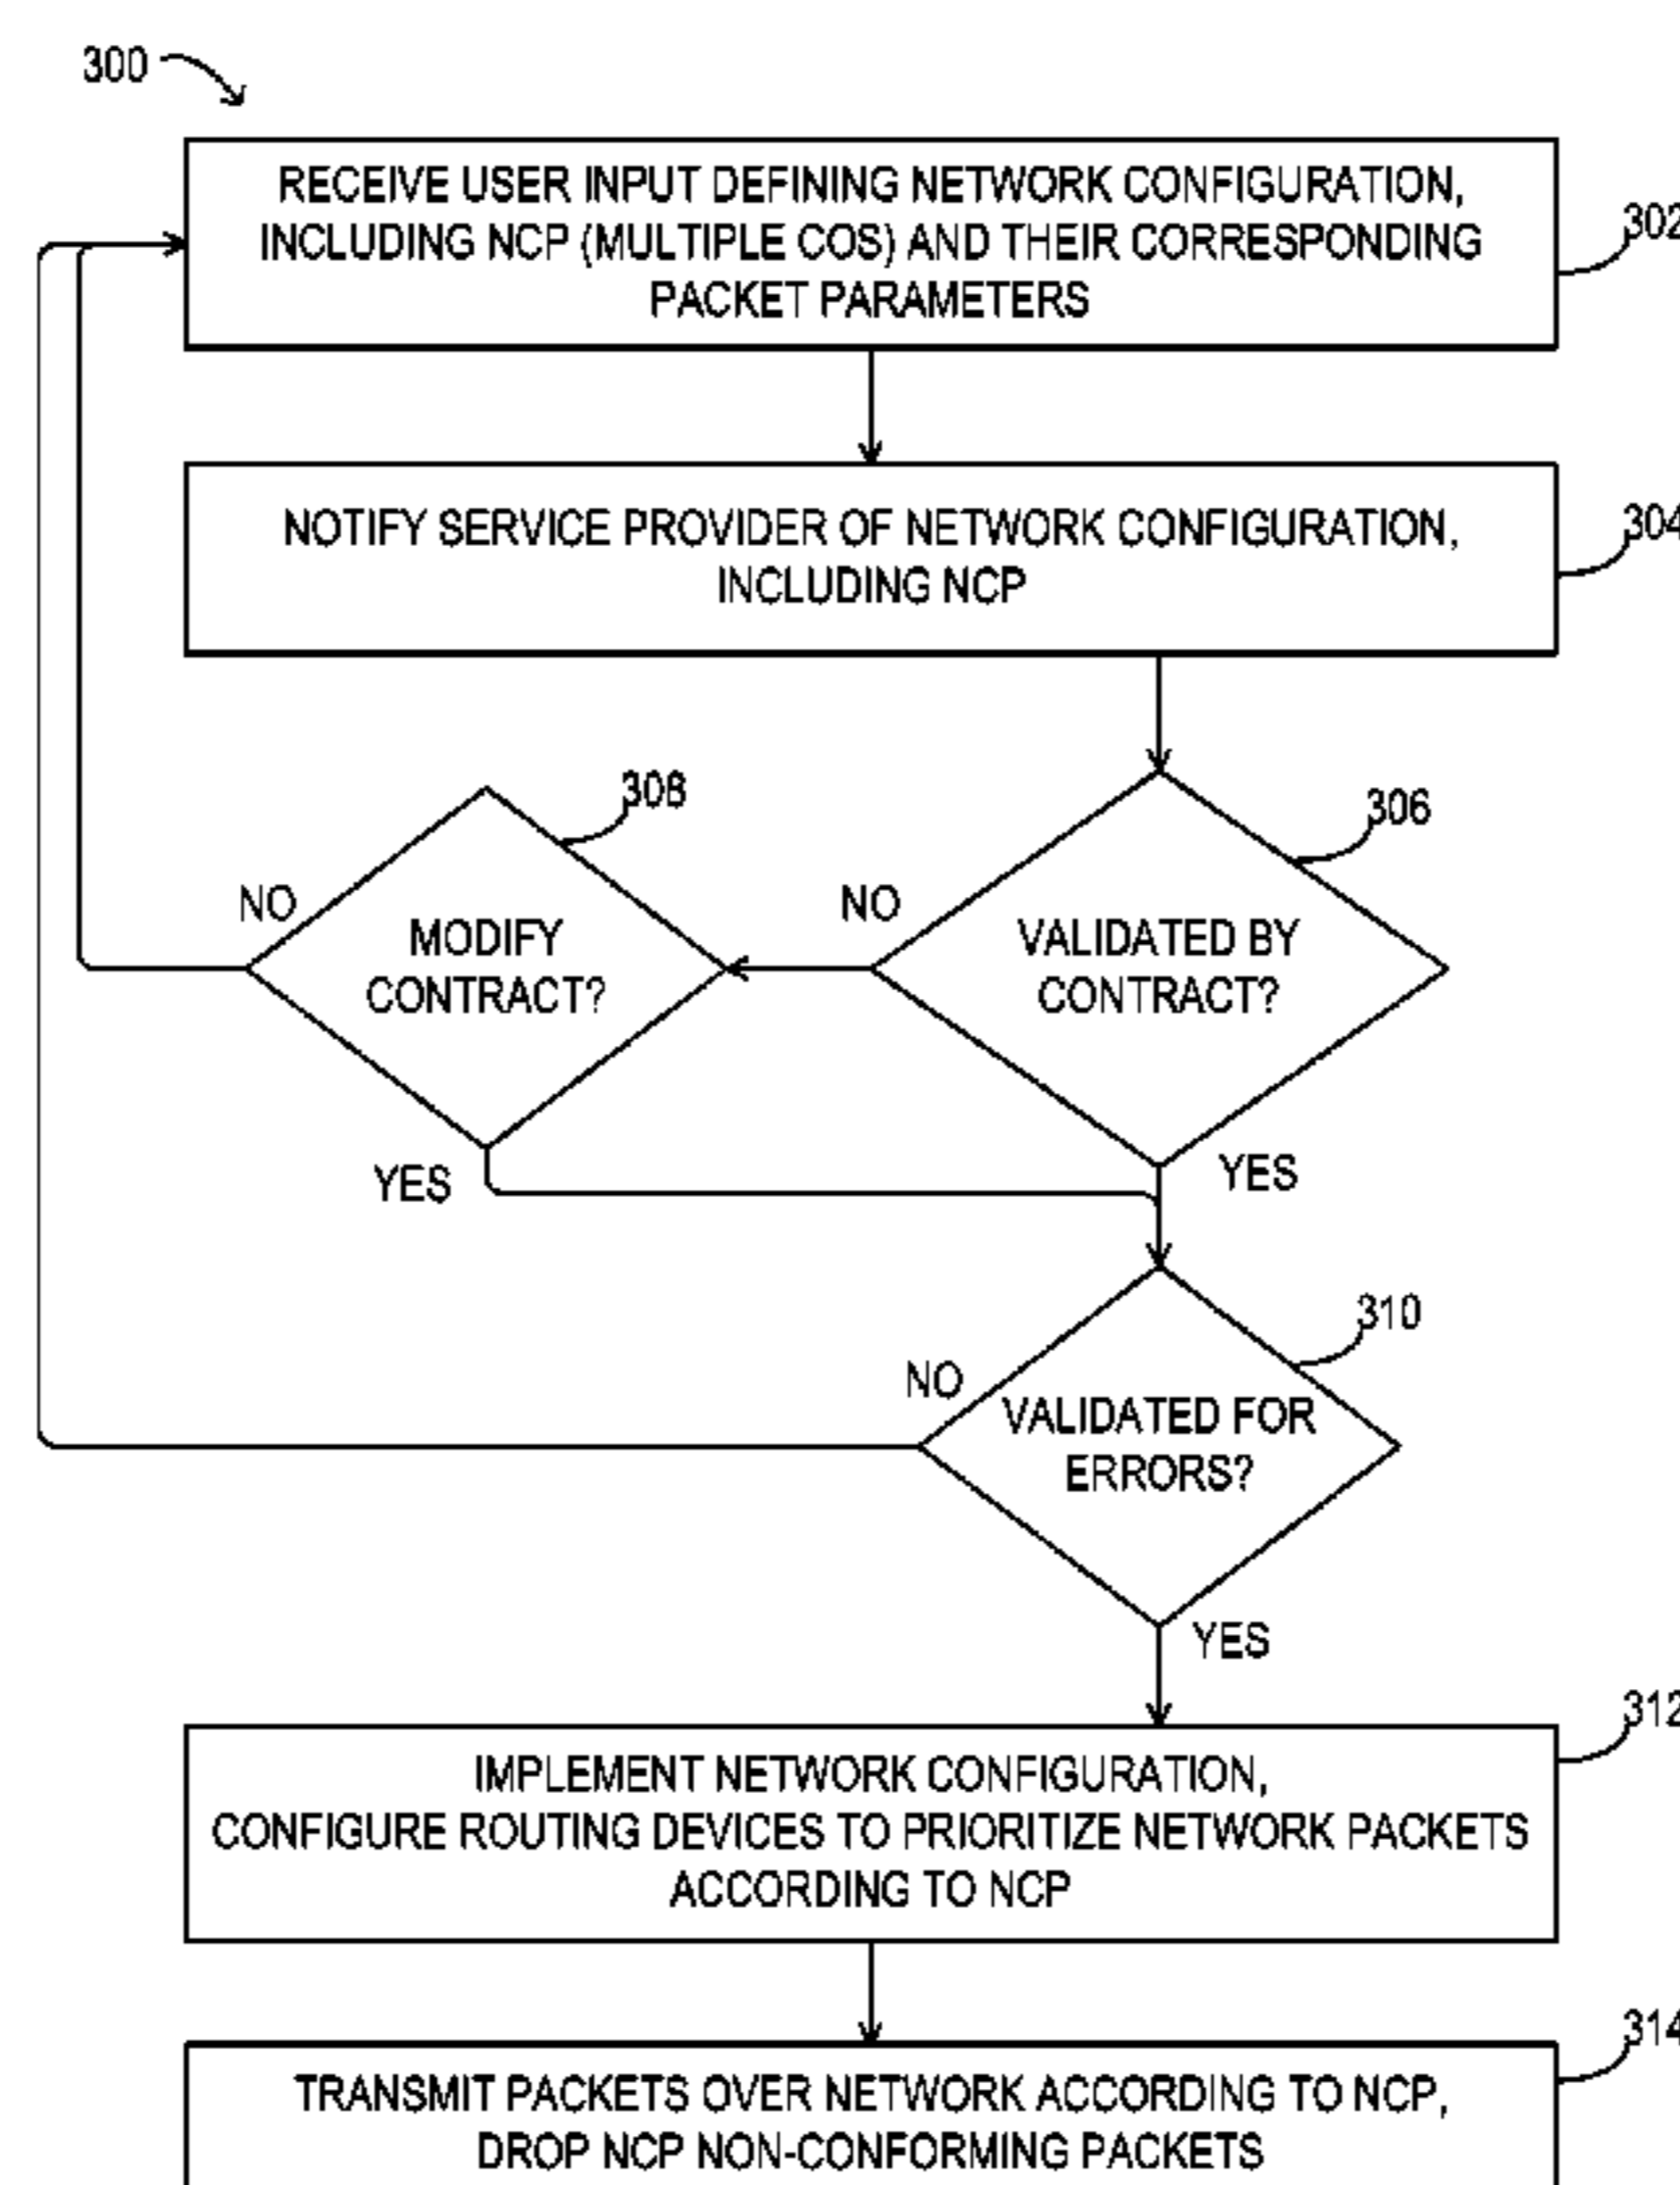 300
RECEIVE USER INPUT DEFINING NETWORK CONFIGURATION,
INCLUDING NCP (MULTIPLE COS) AND THEIR CORRESPONDING
PACKET PARAMETERS
302
NOTIFY SERVICE PROVIDER OF NETWORK CONFIGURATION,
INCLUDING NCP
304
308
306
NO
MODIFY
CONTRACT?
NO
VALIDATED BY
CONTRACT?
YES
YES
310
NO
VALIDATED FOR
ERRORS?
YES
312
IMPLEMENT NETWORK CONFIGURATION,
CONFIGURE ROUTING DEVICES TO PRIORITIZE NETWORK PACKETS
ACCORDING TO NCP
314
TRANSMIT PACKETS OVER NETWORK ACCORDING TO NCP,
DROP NCP NON-CONFORMING PACKETS